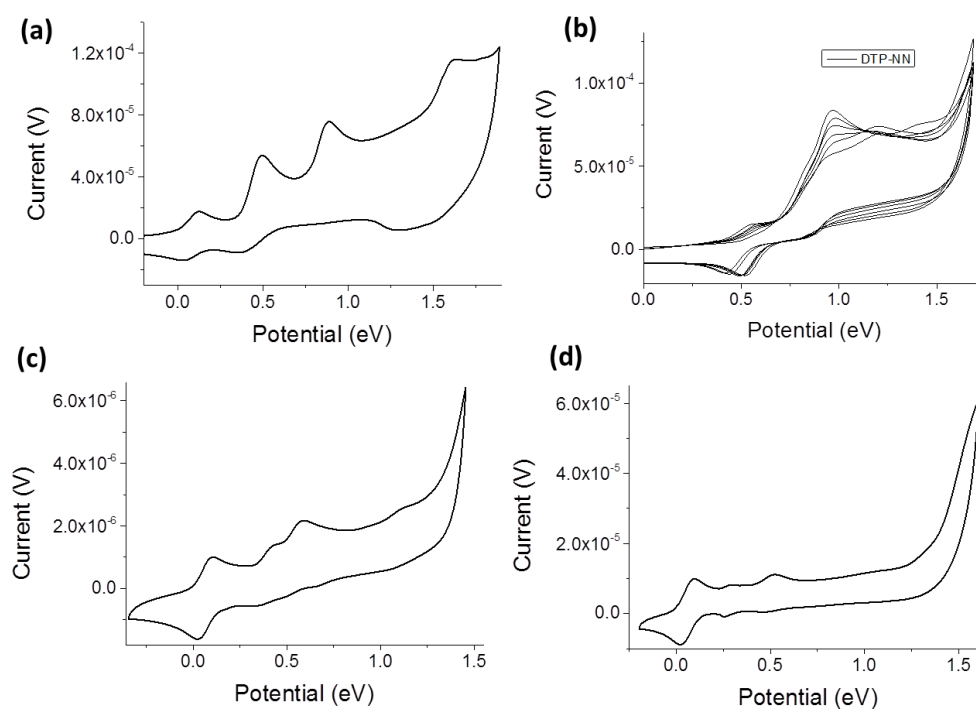 (a)
1.2x10⁻⁴
8.0x10⁻⁵
4.0x10⁻⁵
0.0
Current (V)
0.0 0.5 1.0 1.5
Potential (eV)
(b)
DTP-NN
1.0x10⁻⁴
5.0x10⁻⁵
0.0
Current (V)
0.0 0.5 1.0 1.5
Potential (eV)
(c)
6.0x10⁻⁶
4.0x10⁻⁶
2.0x10⁻⁶
0.0
Current (V)
0.0 0.5 1.0 1.5
Potential (eV)
(d)
6.0x10⁻⁵
4.0x10⁻⁵
2.0x10⁻⁵
0.0
Current (V)
0.0 0.5 1.0 1.5
Potential (eV)